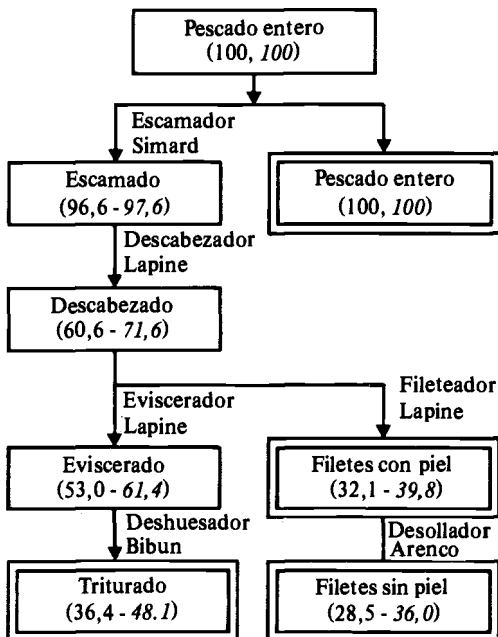 Pescado entero
(100, 100)
Escamador
Simard
Escamado
(96,6 - 97,6)
Pescado entero
(100, 100)
Descabezador
Lapine
Descabezado
(60,6 - 71,6)
Eviscerador
Lapine
Fileteador
Lapine
Eviscerado
(53,0 - 61,4)
Filetes con piel
(32,1 - 39,8)
Deshuesador
Bibun
Desollador
Arenco
Triturado
(36,4 - 48.1)
Filetes sin piel
(28,5 - 36,0)